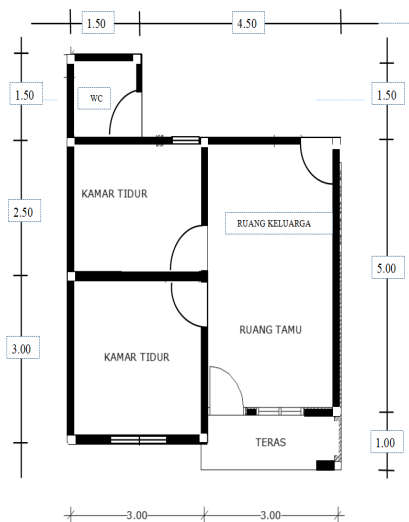 1.50
4.50
1.50
WC
1.50
KAMAR TIDUR
2.50
RUANG KELUARGA
5.00
3.00
RUANG TAMU
KAMAR TIDUR
TERAS
1.00
3.00
3.00